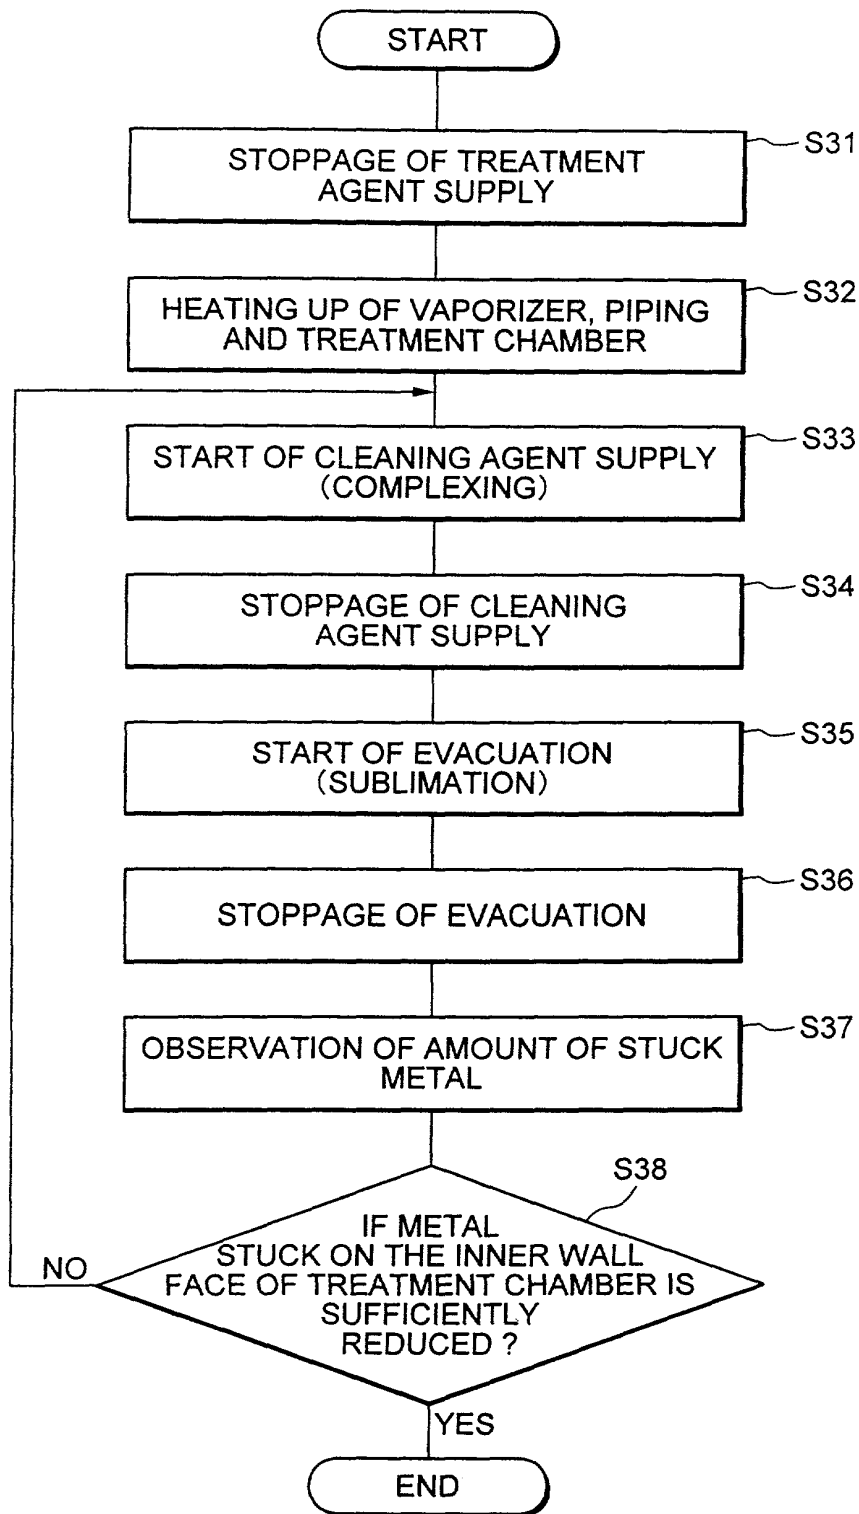 START
STOPPAGE OF TREATMENT
AGENT SUPPLY
S31
HEATING UP OF VAPORIZER, PIPING
AND TREATMENT CHAMBER
S32
START OF CLEANING AGENT SUPPLY
(COMPLEXING)
S33
STOPPAGE OF CLEANING
AGENT SUPPLY
S34
START OF EVACUATION
(SUBLIMATION)
S35
STOPPAGE OF EVACUATION
S36
OBSERVATION OF AMOUNT OF STUCK
METAL
S37
S38
IF METAL
STUCK ON THE INNER WALL
FACE OF TREATMENT CHAMBER IS
SUFFICIENTLY
REDUCED ?
NO
YES
END